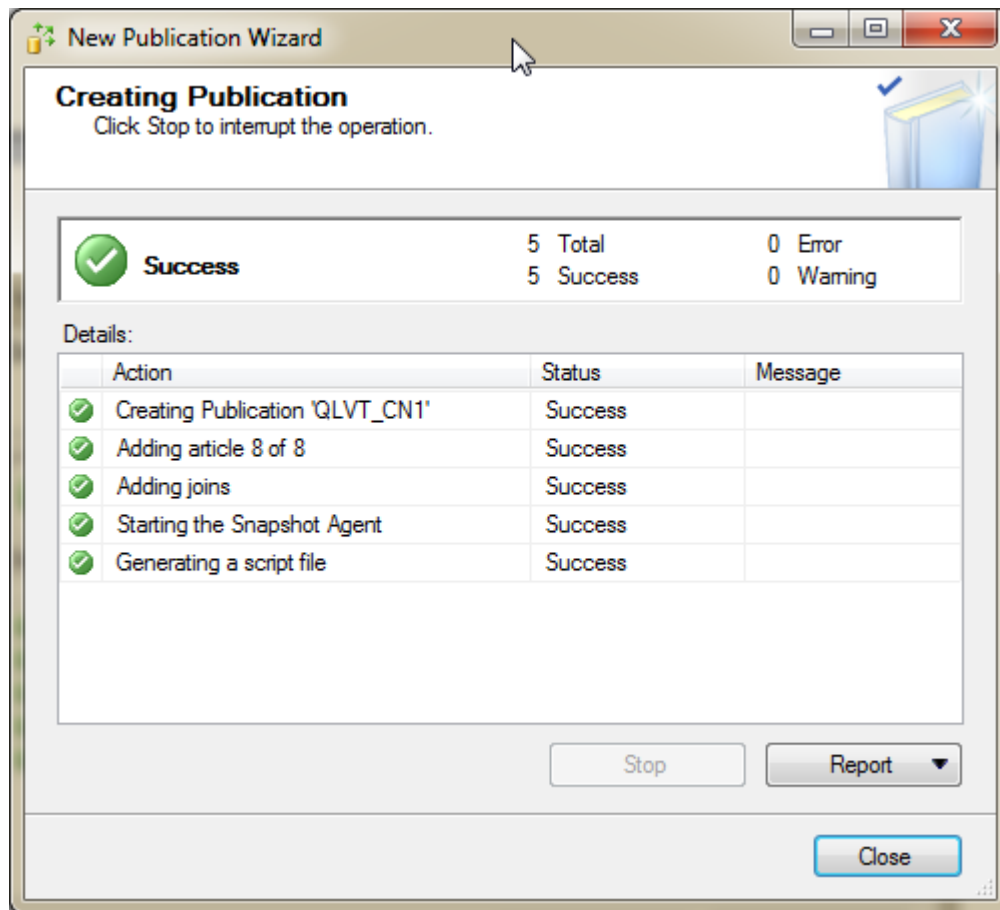 New Publication Wizard
Creating Publication
Click Stop to interrupt the operation.
Success 5 Total 0 Error
5 Success 0 Warning
Details:
Action Status Message
Creating Publication 'QLVT_CN1' Success
Adding article 8 of 8 Success
Adding joins Success
Starting the Snapshot Agent Success
Generating a script file Success
Stop Report
Close